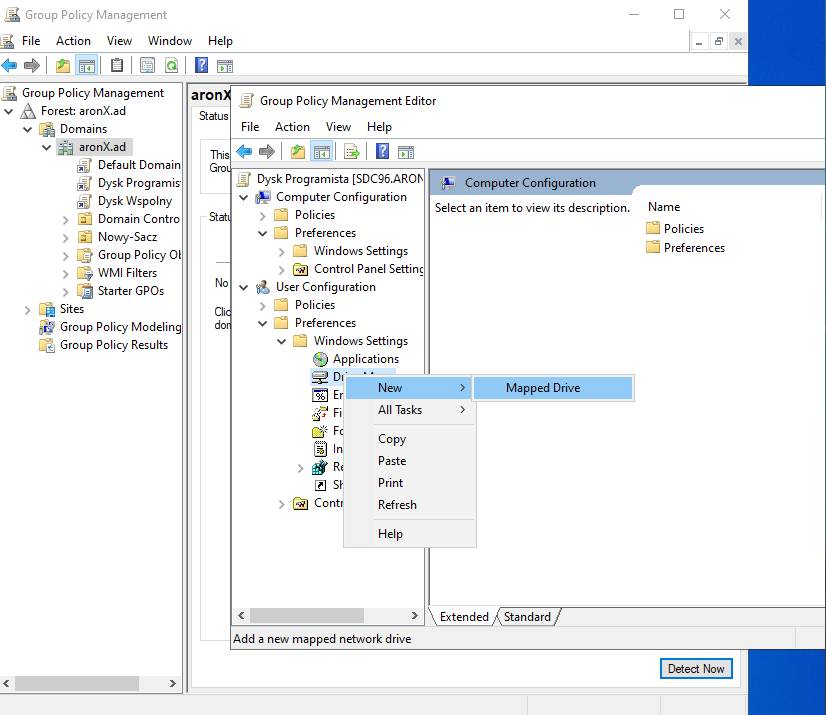 Group Policy Management
File Action View Window Help
Group Policy Management
Forest: aronX.ad
Domains
aronX.ad
Default Domain
Dysk Programis
Dysk Wspolny
Domain Contro
Nowy-Sacz
Group Policy Ob
WMI Filters
Starter GPOs
Sites
Group Policy Modeling
Group Policy Results
aronX
Status
This
Grou
Statu
No
Clic
don
Detect Now
Group Policy Management Editor
File Action View Help
Dysk Programista [SDC96.ARON
Computer Configuration
Policies
Preferences
Windows Settings
Control Panel Setting
User Configuration
Policies
Preferences
Windows Settings
Applications
Dri
En
Fi
Fo
In
Re
Sh
Contr
New
Mapped Drive
All Tasks
Copy
Paste
Print
Refresh
Help
Computer Configuration
Select an item to view its description.
Name
Policies
Preferences
Extended Standard
Add a new mapped network drive